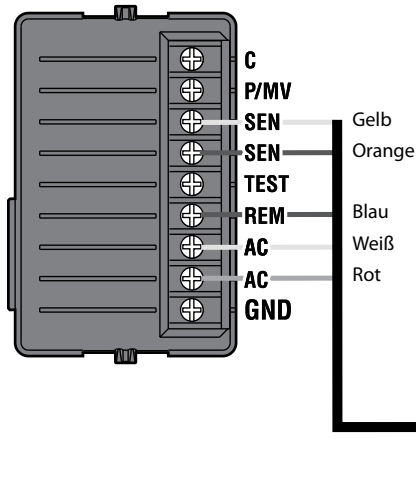 C
P/MV
SEN Gelb
SEN Orange
TEST
REM Blau
AC Weiß
AC Rot
GND